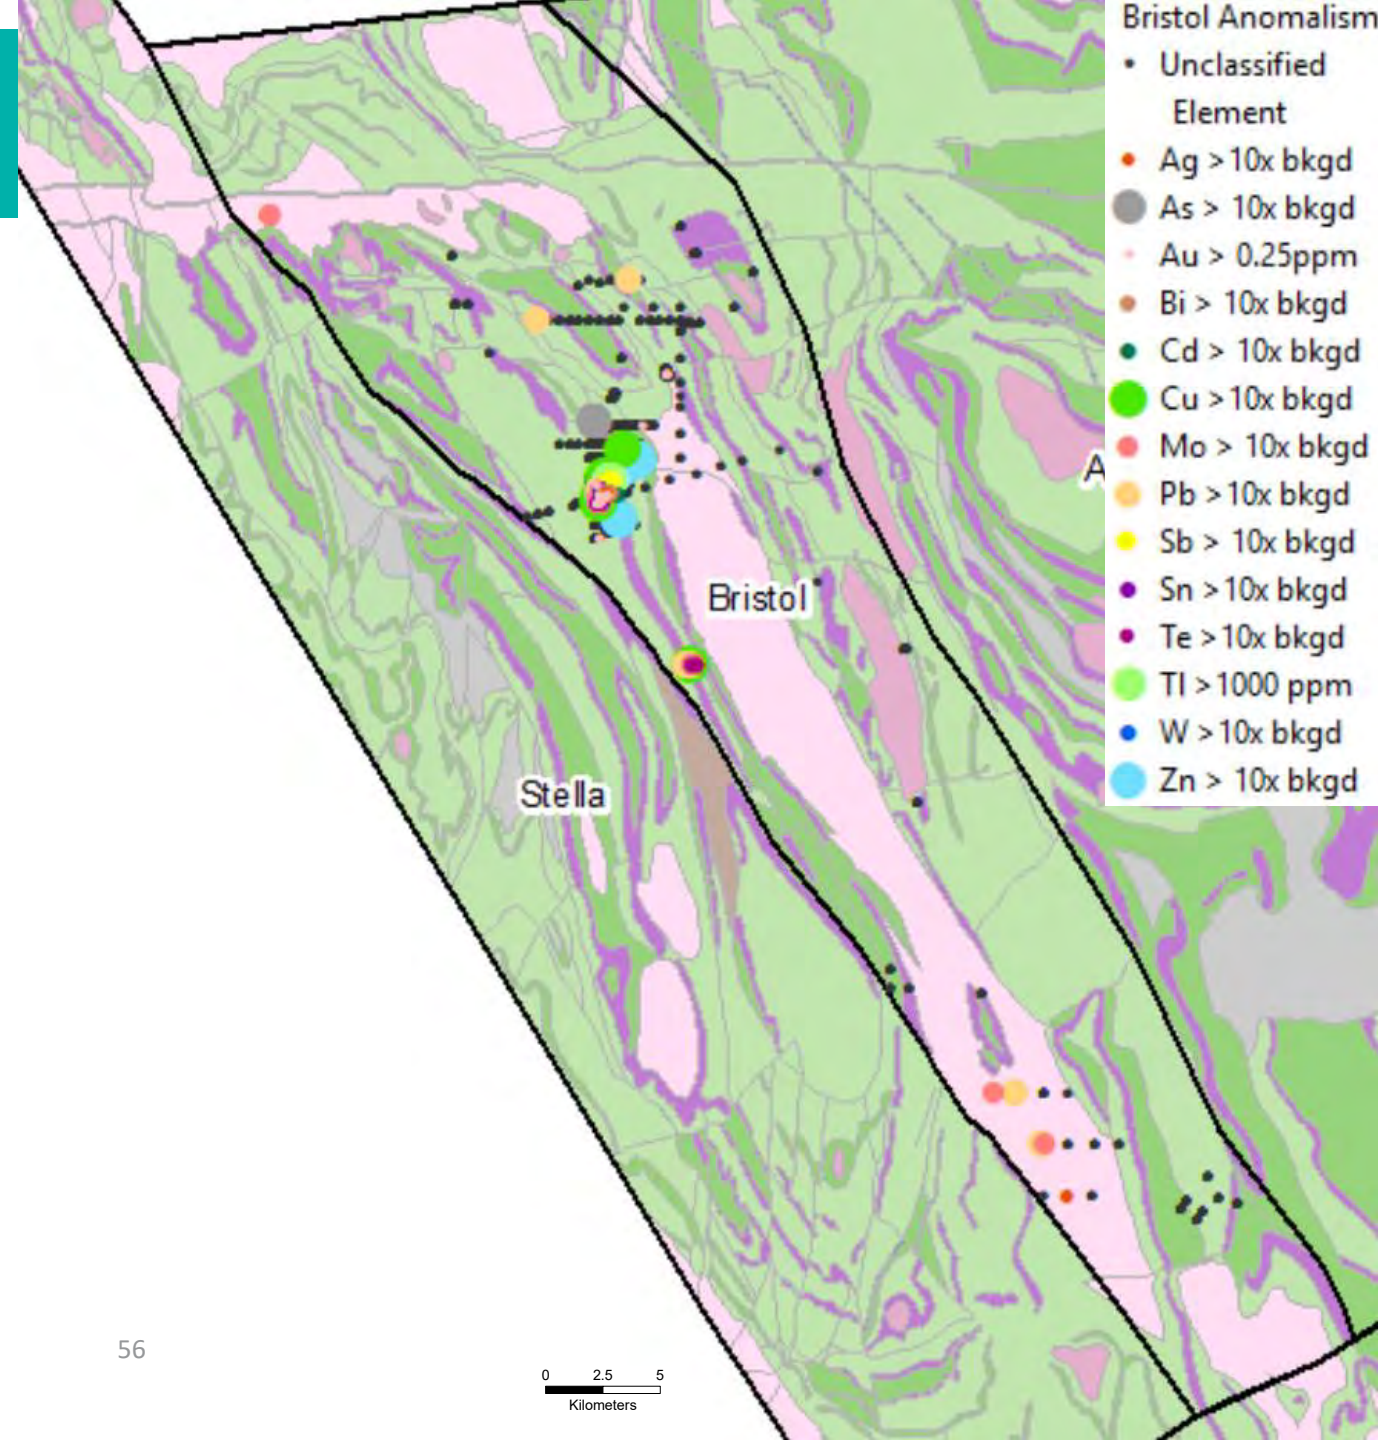 Bristol Anomalism
Unclassified
Element
Ag >10x bkgd
As > 10x bkgd
Au > 0.25ppm
Bi > 10x bkgd
Cd > 10x bkgd
Cu >10x bkgd
Mo > 10x bkgd
Pb >10x bkgd
Sb > 10x bkgd
Sn >10x bkgd
Te >10x bkgd
Tl >1000 ppm
W >10x bkgd
Zn > 10x bkgd
A
Bristol
Stella
56
0 2.5 5
Kilometers